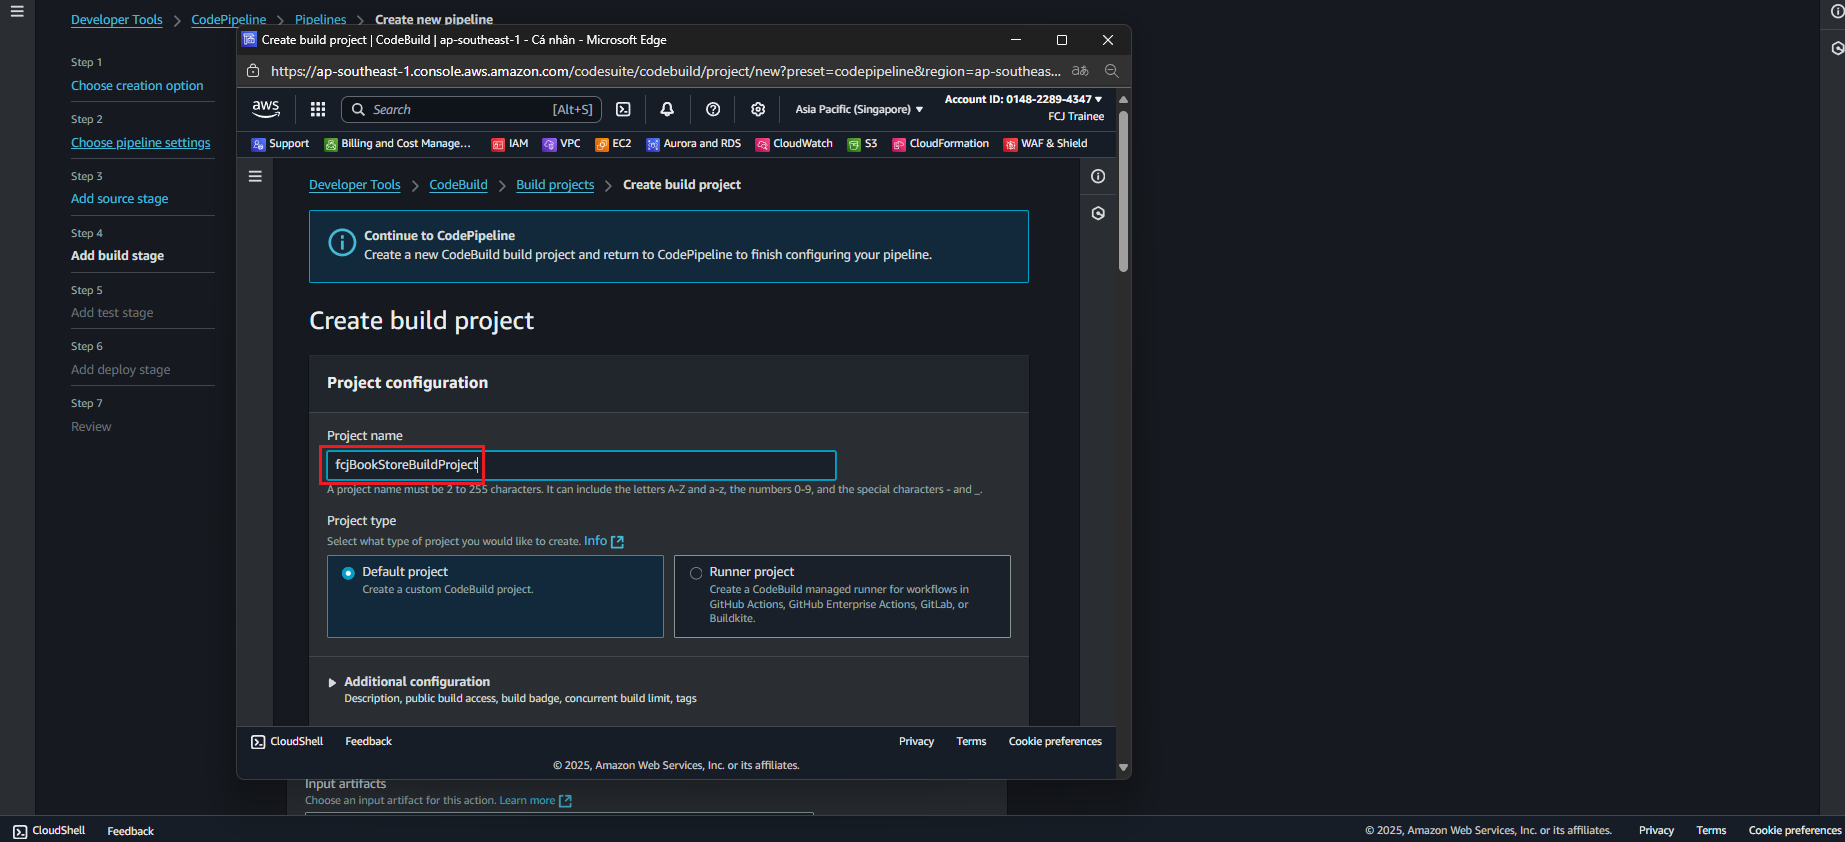 Developer Tools > CodePipeline > Pipelines > Create new pipeline
Step 1
Choose creation option
Step 2
Choose pipeline settings
Step 3
Add source stage
Step 4
Add build stage
Step 5
Add test stage
Step 6
Add deploy stage
Step 7
Review
Create build project | CodeBuild | ap-southeast-1 - Cá nhân - Microsoft Edge
https://ap-southeast-1.console.aws.amazon.com/codesuite/codebuild/project/new?preset=codepipeline&region=ap-southeas...
aws
Search [Alt+S]
Asia Pacific (Singapore)
Account ID: 0148-2289-4347
FCJ Trainee
Support Billing and Cost Manage... IAM VPC EC2 Aurora and RDS CloudWatch S3 CloudFormation WAF & Shield
Developer Tools > CodeBuild > Build projects > Create build project
Continue to CodePipeline
Create a new CodeBuild build project and return to CodePipeline to finish configuring your pipeline.
Create build project
Project configuration
Project name
fcjBookStoreBuildProject
A project name must be 2 to 255 characters. It can include the letters A-Z and a-z, the numbers 0-9, and the special characters - and _.
Project type
Select what type of project you would like to create. Info
Default project
Create a custom CodeBuild project.
Runner project
Create a CodeBuild managed runner for workflows in
GitHub Actions, GitHub Enterprise Actions, GitLab, or
Buildkite.
Additional configuration
Description, public build access, build badge, concurrent build limit, tags
CloudShell Feedback Privacy Terms Cookie preferences
© 2025, Amazon Web Services, Inc. or its affiliates.
Input artifacts
Choose an input artifact for this action. Learn more
CloudShell Feedback © 2025, Amazon Web Services, Inc. or its affiliates. Privacy Terms Cookie preferences